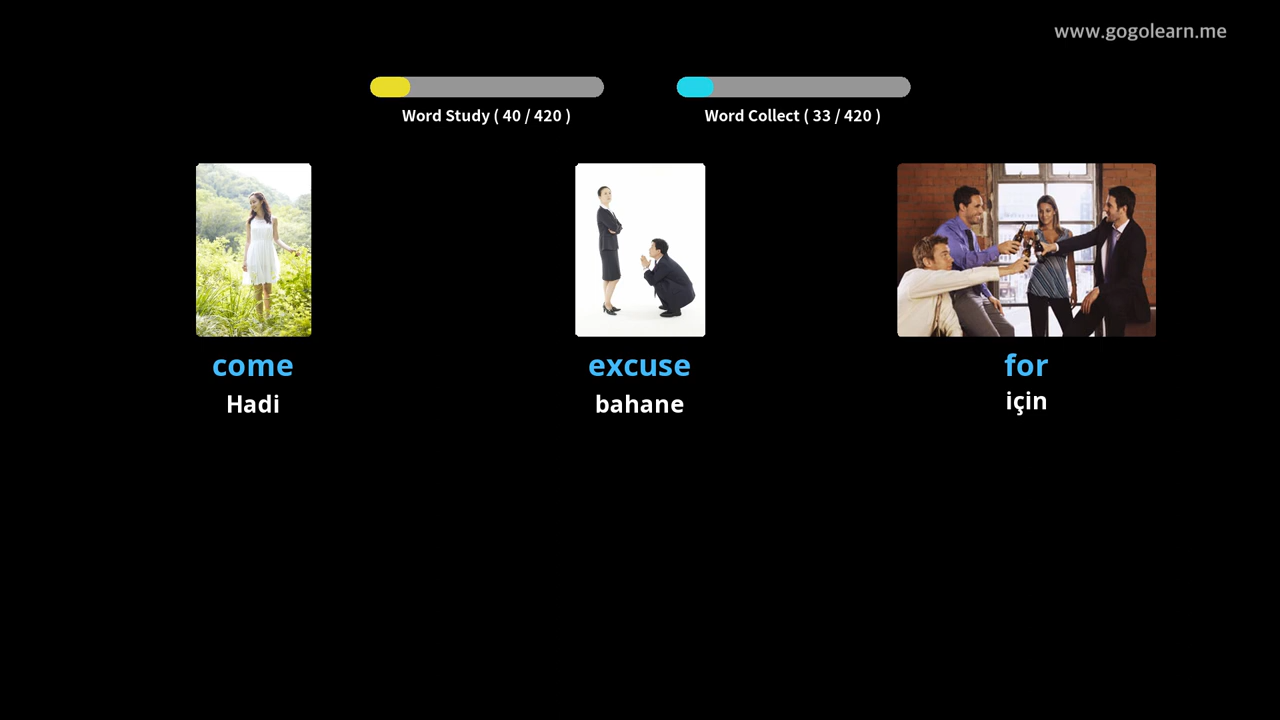 www.gogolearn.me
Word Study ( 40 / 420 )
Word Collect ( 33 / 420 )
come
excuse
for
Hadi
bahane
için